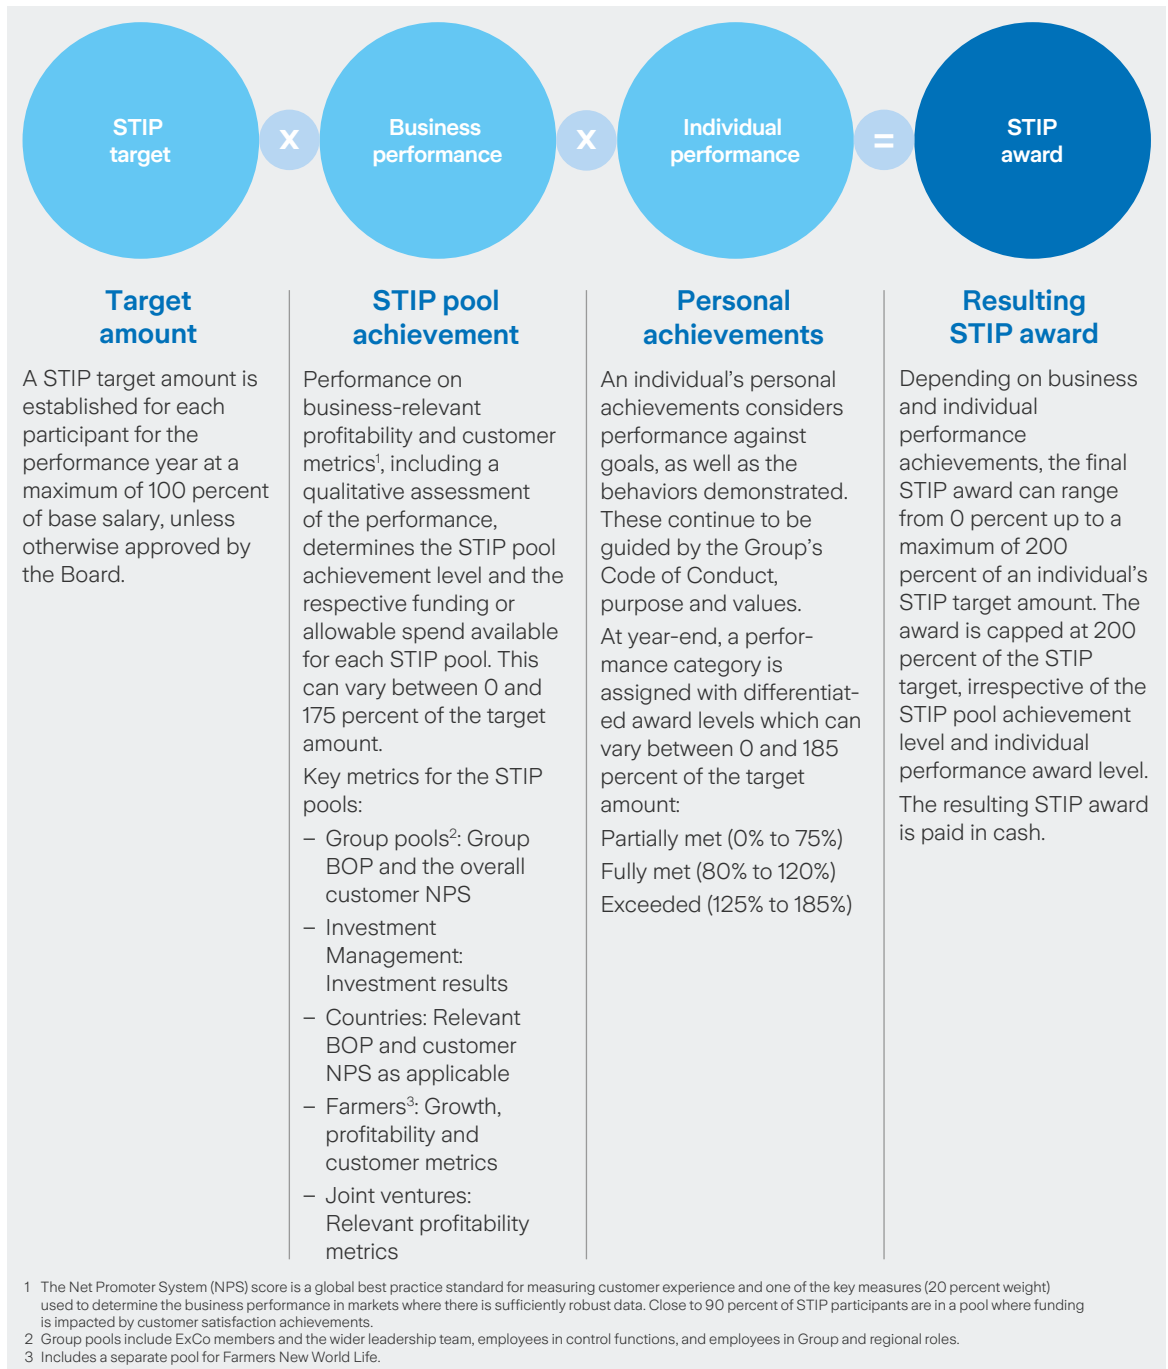 STIP
target
x
Business
performance
x
Individual
performance
=
STIP
award
Target
amount
A STIP target amount is
established for each
participant for the
performance year at a
maximum of 100 percent
of base salary, unless
otherwise approved by
the Board.
STIP pool
achievement
Performance on
business-relevant
profitability and customer
metrics¹, including a
qualitative assessment
of the performance,
determines the STIP pool
achievement level and the
respective funding or
allowable spend available
for each STIP pool. This
can vary between 0 and
175 percent of the target
amount.
Key metrics for the STIP
pools:
– Group pools²: Group
BOP and the overall
customer NPS
– Investment
Management:
Investment results
– Countries: Relevant
BOP and customer
NPS as applicable
– Farmers³: Growth,
profitability and
customer metrics
– Joint ventures:
Relevant profitability
metrics
Personal
achievements
An individual’s personal
achievements considers
performance against
goals, as well as the
behaviors demonstrated.
These continue to be
guided by the Group’s
Code of Conduct,
purpose and values.
At year-end, a perfor-
mance category is
assigned with differentiat-
ed award levels which can
vary between 0 and 185
percent of the target
amount:
Partially met (0% to 75%)
Fully met (80% to 120%)
Exceeded (125% to 185%)
Resulting
STIP award
Depending on business
and individual
performance
achievements, the final
STIP award can range
from 0 percent up to a
maximum of 200
percent of an individual’s
STIP target amount. The
award is capped at 200
percent of the STIP
target, irrespective of the
STIP pool achievement
level and individual
performance award level.
The resulting STIP award
is paid in cash.
1 The Net Promoter System (NPS) score is a global best practice standard for measuring customer experience and one of the key measures (20 percent weight)
used to determine the business performance in markets where there is sufficiently robust data. Close to 90 percent of STIP participants are in a pool where funding
is impacted by customer satisfaction achievements.
2 Group pools include ExCo members and the wider leadership team, employees in control functions, and employees in Group and regional roles.
3 Includes a separate pool for Farmers New World Life.